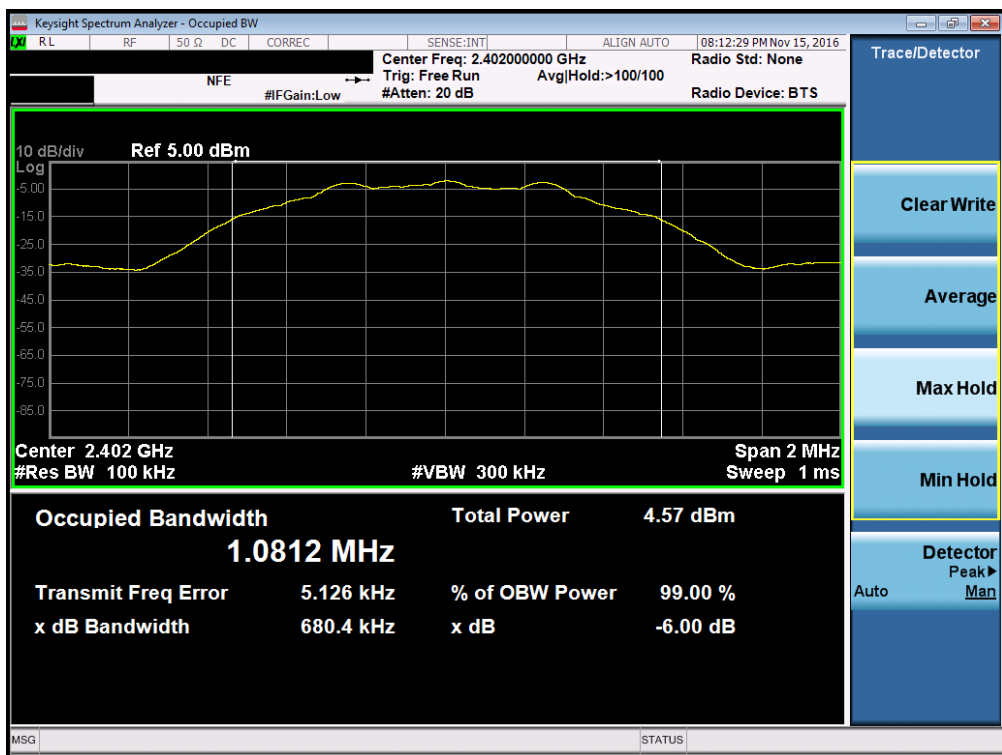 Keysight Spectrum Analyzer - Occupied BW
LXI RL RF 50 Ω DC CORREC SENSE:INT ALIGN AUTO 08:12:29 PM Nov 15, 2016
Center Freq: 2.402000000 GHz Radio Std: None
NFE Trig: Free Run Avg|Hold:>100/100
#IFGain:Low #Atten: 20 dB Radio Device: BTS
10 dB/div Ref 5.00 dBm
Log
-5.00
-15.0
-25.0
-35.0
-45.0
-55.0
-65.0
-75.0
-85.0
Center 2.402 GHz Span 2 MHz
#Res BW 100 kHz #VBW 300 kHz Sweep 1 ms
Occupied Bandwidth Total Power 4.57 dBm
1.0812 MHz
Transmit Freq Error 5.126 kHz % of OBW Power 99.00 %
x dB Bandwidth 680.4 kHz x dB -6.00 dB
MSG STATUS
Trace/Detector
Clear Write
Average
Max Hold
Min Hold
Detector
Peak▶
Auto Man